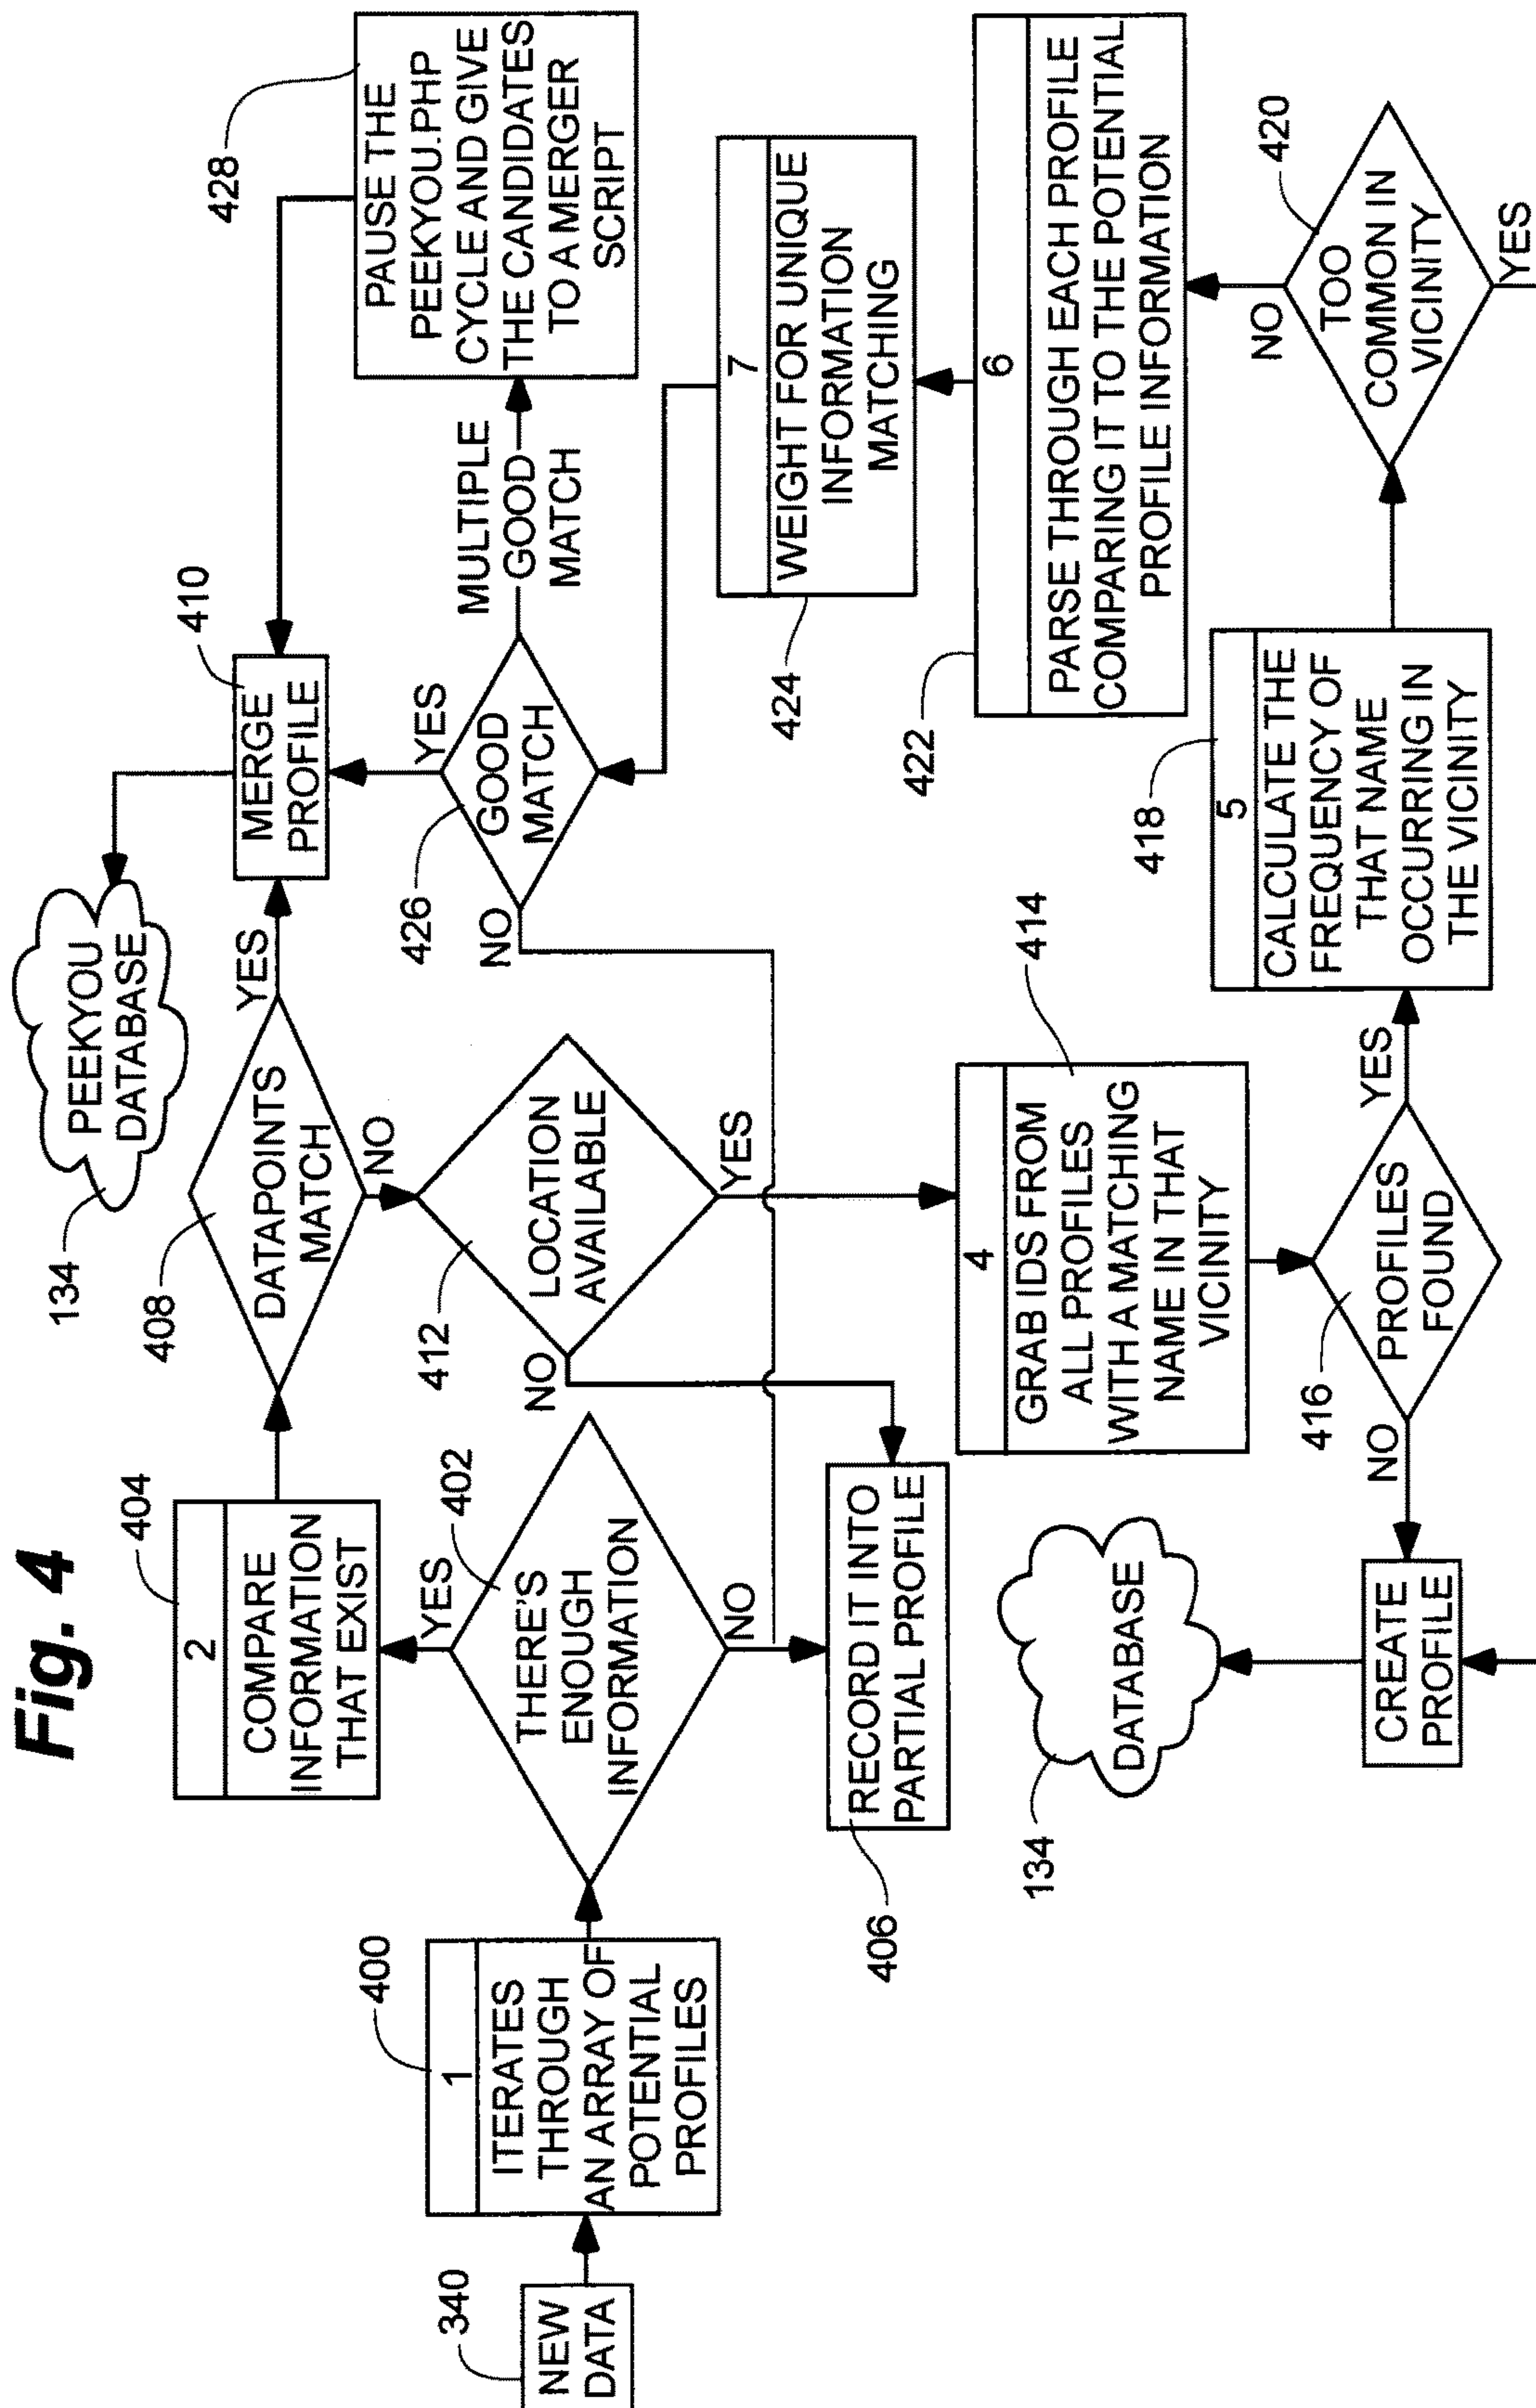 Fig. 4
340
NEW
DATA
400
1
ITERATES
THROUGH
AN ARRAY OF
POTENTIAL
PROFILES
402
THERE'S
ENOUGH
INFORMATION
YES
NO
404
2
COMPARE
INFORMATION
THAT EXIST
406
RECORD IT INTO
PARTIAL PROFILE
408
DATAPOINTS
MATCH
YES
NO
134
PEEKYOU
DATABASE
410
MERGE
PROFILE
412
LOCATION
AVAILABLE
NO
YES
426
GOOD
MATCH
YES
NO
MULTIPLE
GOOD
MATCH
428
PAUSE THE
PEEKYOU.PHP
CYCLE AND GIVE
THE CANDIDATES
TO A MERGER
SCRIPT
424
7
WEIGHT FOR UNIQUE
INFORMATION
MATCHING
422
6
PARSE THROUGH EACH PROFILE
COMPARING IT TO THE POTENTIAL
PROFILE INFORMATION
414
4
GRAB IDS FROM
ALL PROFILES
WITH A MATCHING
NAME IN THAT
VICINITY
134
DATABASE
CREATE
PROFILE
416
PROFILES
FOUND
NO
YES
418
5
CALCULATE THE
FREQUENCY OF
THAT NAME
OCCURRING IN
THE VICINITY
420
TOO
COMMON IN
VICINITY
NO
YES